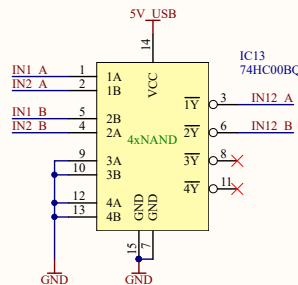 5V_USB
14
IC13
74HC00BQ
IN1_A 1 1A VCC 1Y 3 IN12_A
IN2_A 2 1B
IN1_B 5 2B 2Y 6 IN12_B
IN2_B 4 2A
4xNAND
9 3A 3Y 8
10 3B
4Y 11
12 4A
13 4B
GND GND
15 7
GND GND